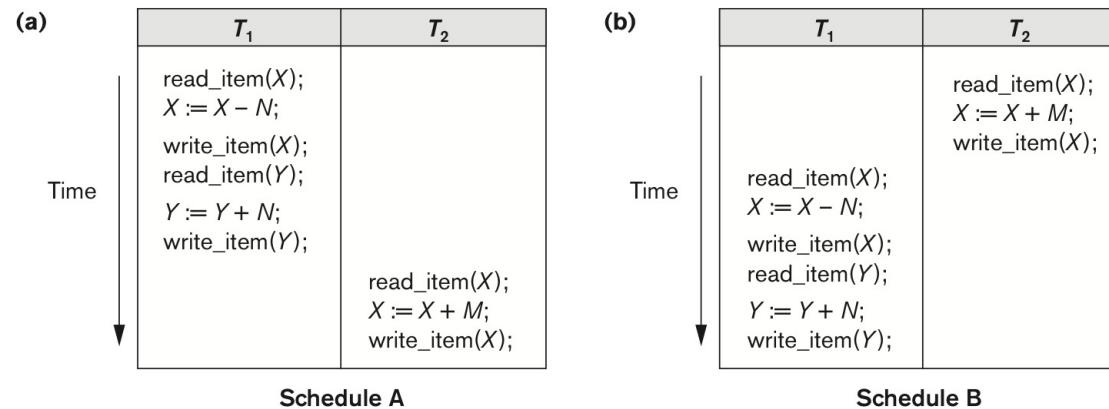 (a)
T₁ T₂
read_item(X);
X := X – N;
write_item(X);
read_item(Y);
Time
Y := Y + N;
write_item(Y);
read_item(X);
X := X + M;
write_item(X);
Schedule A
(b)
T₁ T₂
read_item(X);
X := X + M;
write_item(X);
Time
read_item(X);
X := X – N;
write_item(X);
read_item(Y);
Y := Y + N;
write_item(Y);
Schedule B